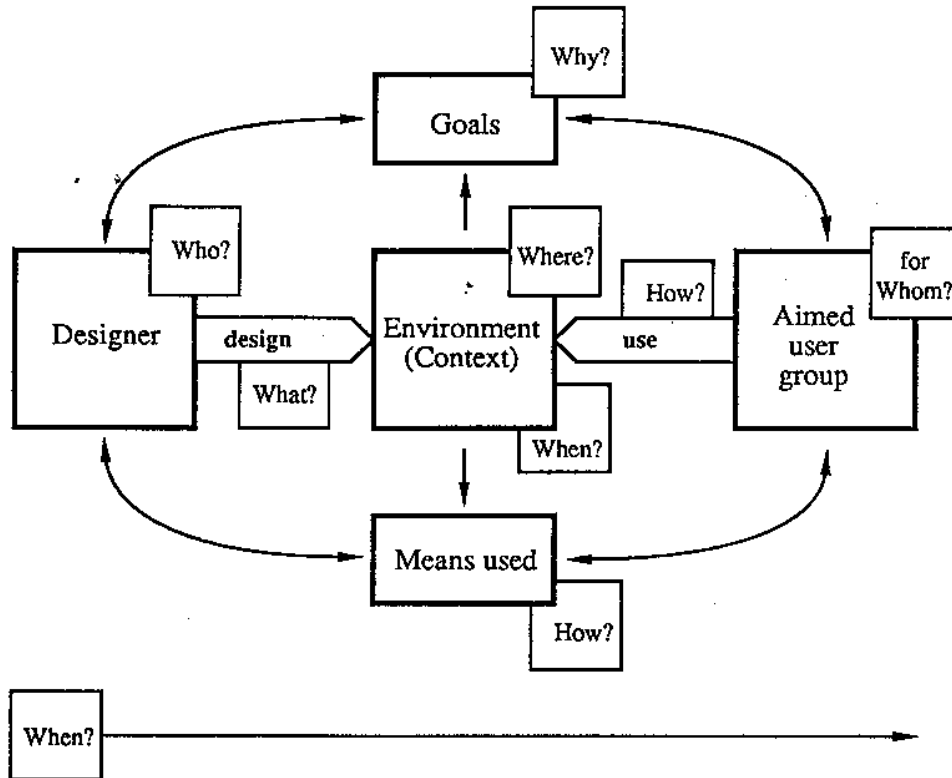 Why?
Goals
Who?
Where?
for
Whom?
How?
Designer
design
Environment
(Context)
use
Aimed
user
group
What?
When?
Means used
How?
When?